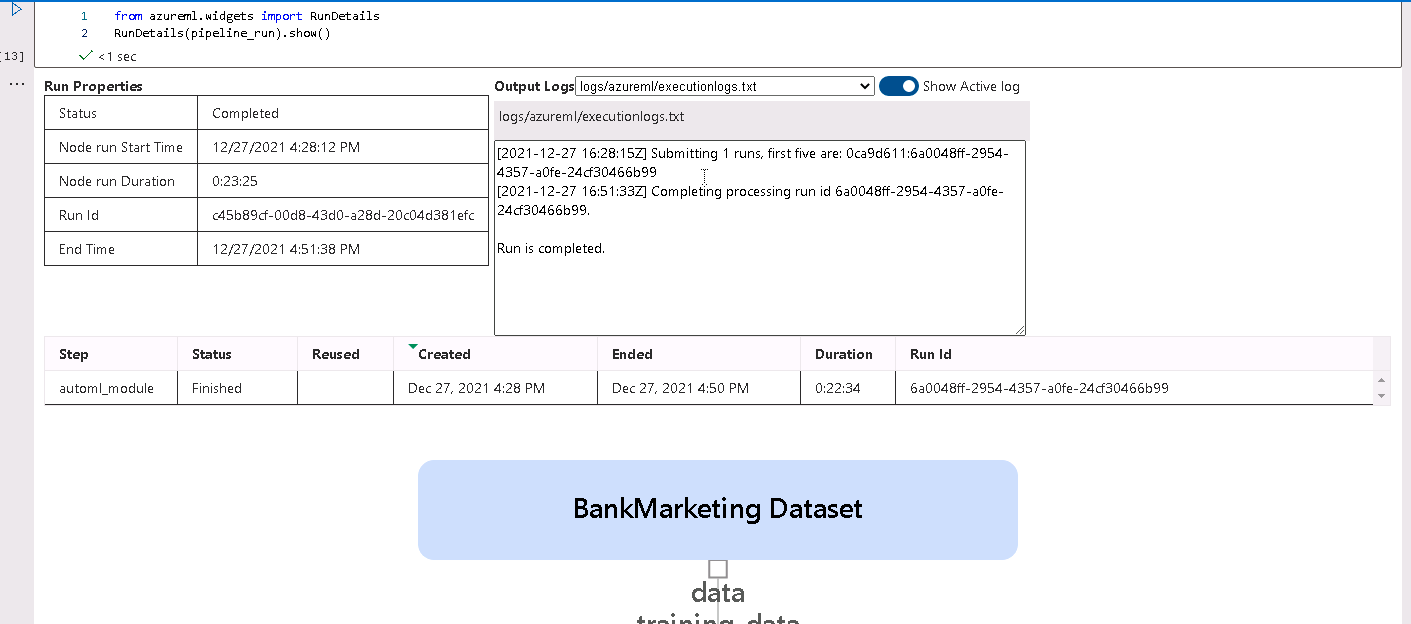 1 from azureml.widgets import RunDetails
2 RunDetails(pipeline_run).show()
[13]
<1 sec
...
Run Properties
Status Completed
Node run Start Time 12/27/2021 4:28:12 PM
Node run Duration 0:23:25
Run Id c45b89cf-00d8-43d0-a28d-20c04d381efc
End Time 12/27/2021 4:51:38 PM
Output Logs logs/azureml/executionlogs.txt Show Active log
logs/azureml/executionlogs.txt
[2021-12-27 16:28:15Z] Submitting 1 runs, first five are: 0ca9d611:6a0048ff-2954-
4357-a0fe-24cf30466b99
[2021-12-27 16:51:33Z] Completing processing run id 6a0048ff-2954-4357-a0fe-
24cf30466b99.
Run is completed.
Step Status Reused Created Ended Duration Run Id
automl_module Finished Dec 27, 2021 4:28 PM Dec 27, 2021 4:50 PM 0:22:34 6a0048ff-2954-4357-a0fe-24cf30466b99
BankMarketing Dataset
data
training_data